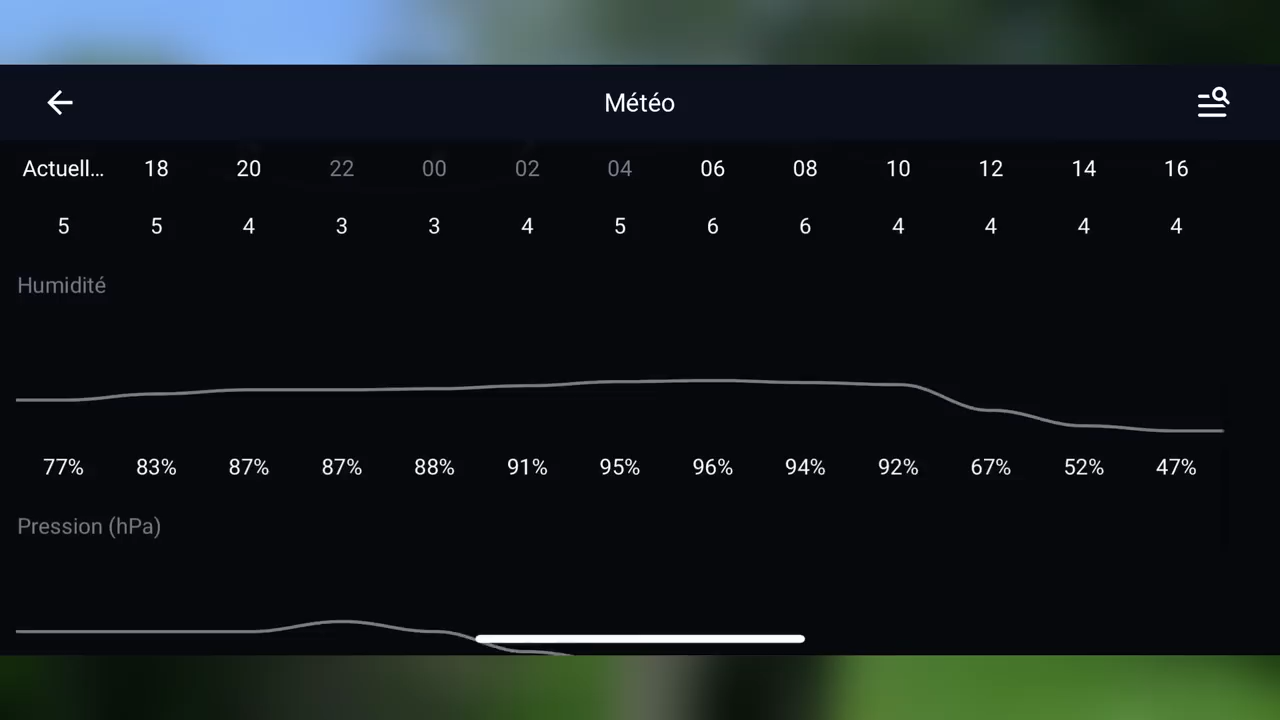 Météo
Actuell... 18 20 22 00 02 04 06 08 10 12 14 16
5 5 4 3 3 4 5 6 6 4 4 4 4
Humidité
77% 83% 87% 87% 88% 91% 95% 96% 94% 92% 67% 52% 47%
Pression (hPa)